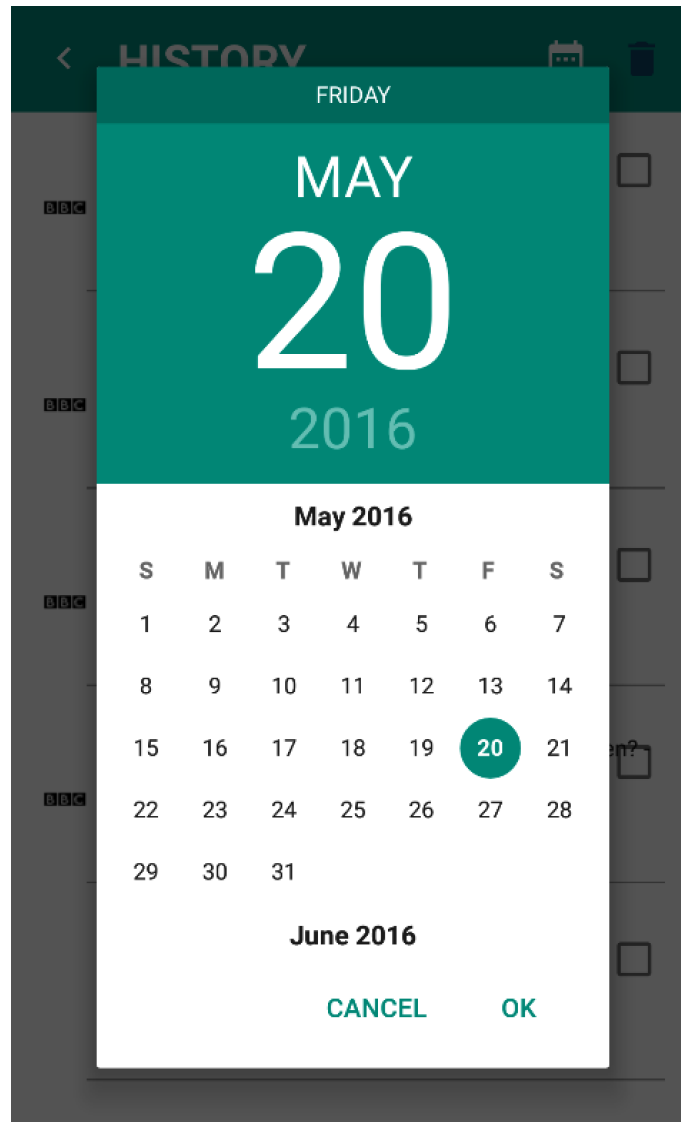 HISTORY
FRIDAY
MAY
20
2016
May 2016
S M T W T F S
1 2 3 4 5 6 7
8 9 10 11 12 13 14
15 16 17 18 19 20 21
22 23 24 25 26 27 28
29 30 31
June 2016
CANCEL OK
BBC
BBC
BBC
BBC